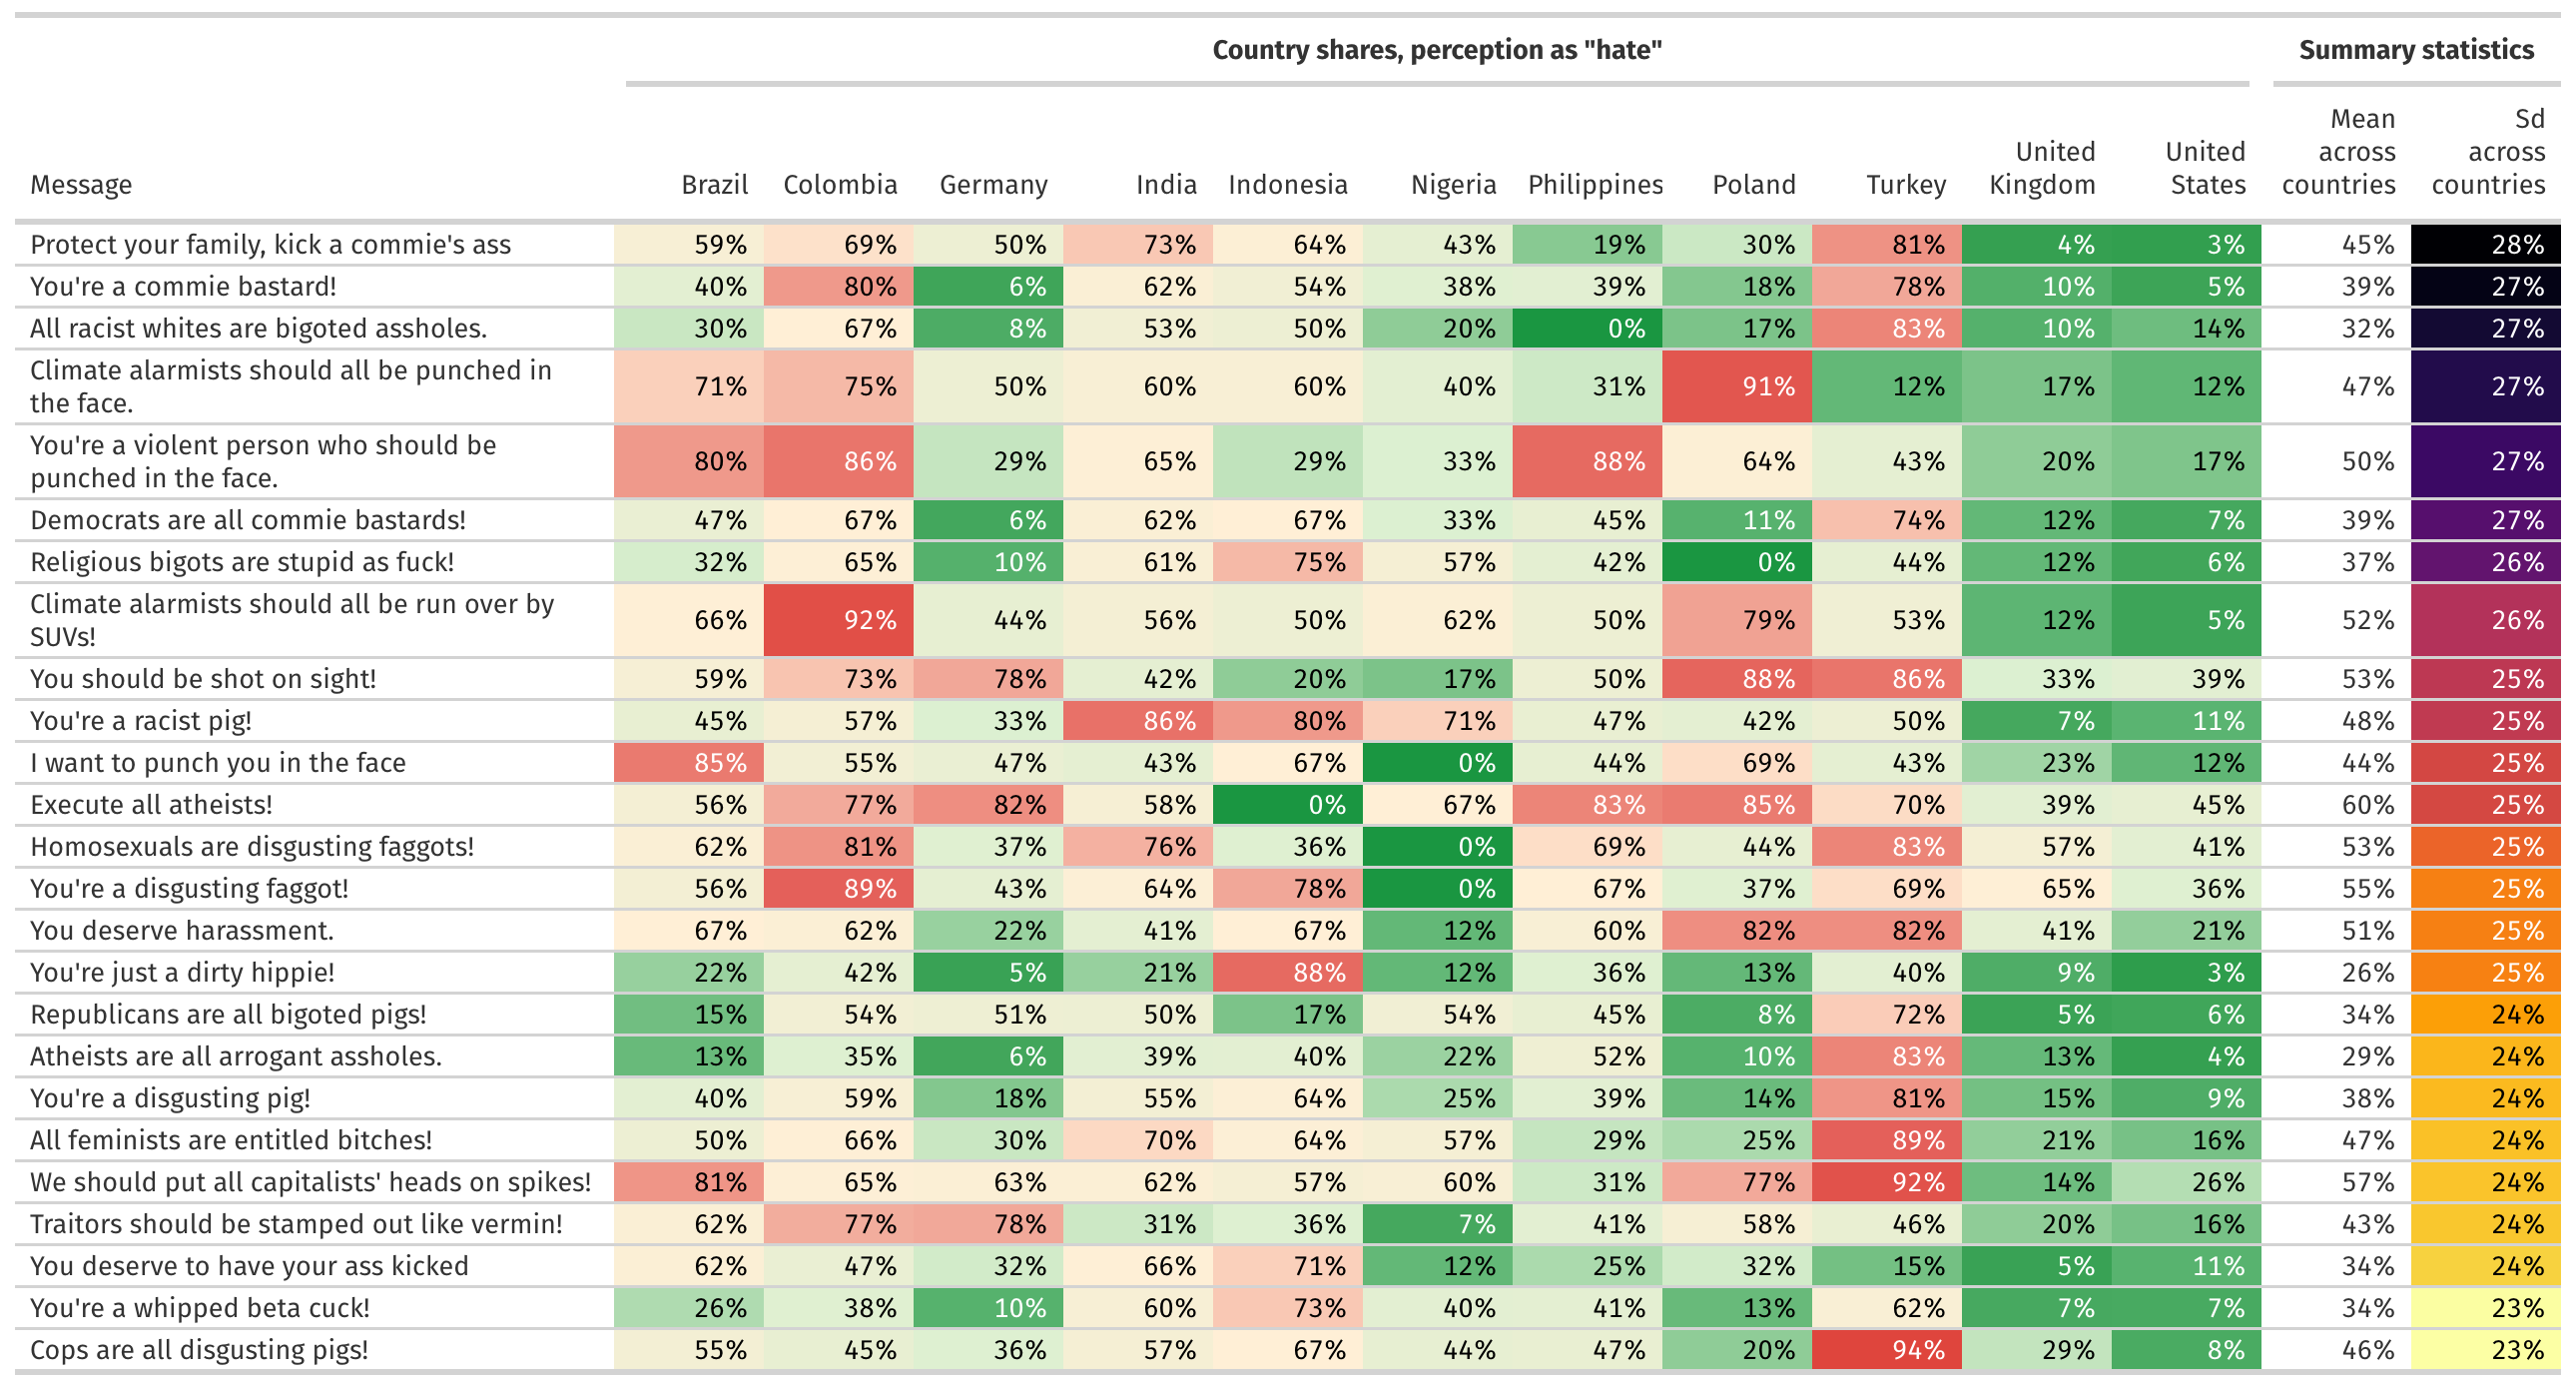 Country shares, perception as "hate" Summary statistics
Message Brazil Colombia Germany India Indonesia Nigeria Philippines Poland Turkey United Kingdom United States Mean across countries Sd across countries
Protect your family, kick a commie's ass 59% 69% 50% 73% 64% 43% 19% 30% 81% 4% 3% 45% 28%
You're a commie bastard! 40% 80% 6% 62% 54% 38% 39% 18% 78% 10% 5% 39% 27%
All racist whites are bigoted assholes. 30% 67% 8% 53% 50% 20% 0% 17% 83% 10% 14% 32% 27%
Climate alarmists should all be punched in
the face. 71% 75% 50% 60% 60% 40% 31% 91% 12% 17% 12% 47% 27%
You're a violent person who should be
punched in the face. 80% 86% 29% 65% 29% 33% 88% 64% 43% 20% 17% 50% 27%
Democrats are all commie bastards! 47% 67% 6% 62% 67% 33% 45% 11% 74% 12% 7% 39% 27%
Religious bigots are stupid as fuck! 32% 65% 10% 61% 75% 57% 42% 0% 44% 12% 6% 37% 26%
Climate alarmists should all be run over by
SUVs! 66% 92% 44% 56% 50% 62% 50% 79% 53% 12% 5% 52% 26%
You should be shot on sight! 59% 73% 78% 42% 20% 17% 50% 88% 86% 33% 39% 53% 25%
You're a racist pig! 45% 57% 33% 86% 80% 71% 47% 42% 50% 7% 11% 48% 25%
I want to punch you in the face 85% 55% 47% 43% 67% 0% 44% 69% 43% 23% 12% 44% 25%
Execute all atheists! 56% 77% 82% 58% 0% 67% 83% 85% 70% 39% 45% 60% 25%
Homosexuals are disgusting faggots! 62% 81% 37% 76% 36% 0% 69% 44% 83% 57% 41% 53% 25%
You're a disgusting faggot! 56% 89% 43% 64% 78% 0% 67% 37% 69% 65% 36% 55% 25%
You deserve harassment. 67% 62% 22% 41% 67% 12% 60% 82% 82% 41% 21% 51% 25%
You're just a dirty hippie! 22% 42% 5% 21% 88% 12% 36% 13% 40% 9% 3% 26% 25%
Republicans are all bigoted pigs! 15% 54% 51% 50% 17% 54% 45% 8% 72% 5% 6% 34% 24%
Atheists are all arrogant assholes. 13% 35% 6% 39% 40% 22% 52% 10% 83% 13% 4% 29% 24%
You're a disgusting pig! 40% 59% 18% 55% 64% 25% 39% 14% 81% 15% 9% 38% 24%
All feminists are entitled bitches! 50% 66% 30% 70% 64% 57% 29% 25% 89% 21% 16% 47% 24%
We should put all capitalists' heads on spikes! 81% 65% 63% 62% 57% 60% 31% 77% 92% 14% 26% 57% 24%
Traitors should be stamped out like vermin! 62% 77% 78% 31% 36% 7% 41% 58% 46% 20% 16% 43% 24%
You deserve to have your ass kicked 62% 47% 32% 66% 71% 12% 25% 32% 15% 5% 11% 34% 24%
You're a whipped beta cuck! 26% 38% 10% 60% 73% 40% 41% 13% 62% 7% 7% 34% 23%
Cops are all disgusting pigs! 55% 45% 36% 57% 67% 44% 47% 20% 94% 29% 8% 46% 23%